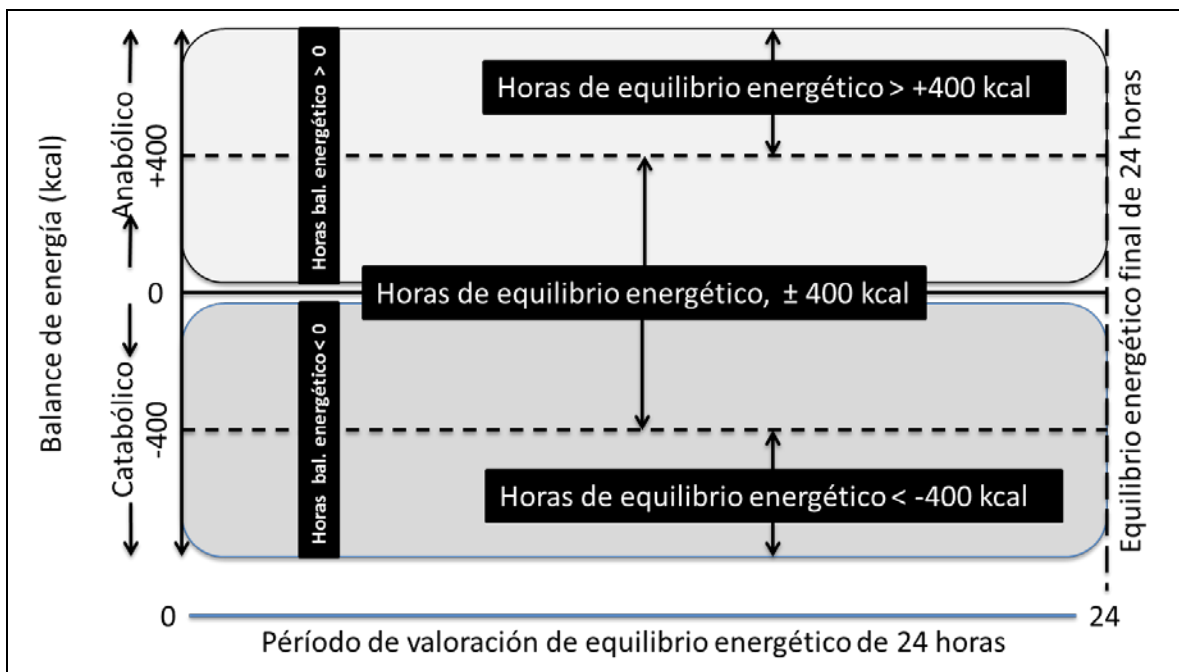 Balance de energía (kcal)
Anabólico
Catabólico
+400
0
-400
Horas bal. energético > 0
Horas bal. energético < 0
Horas de equilibrio energético > +400 kcal
Horas de equilibrio energético, ± 400 kcal
Horas de equilibrio energético < -400 kcal
Equilibrio energético final de 24 horas
0
24
Període de valoración de equilibrio energético de 24 horas